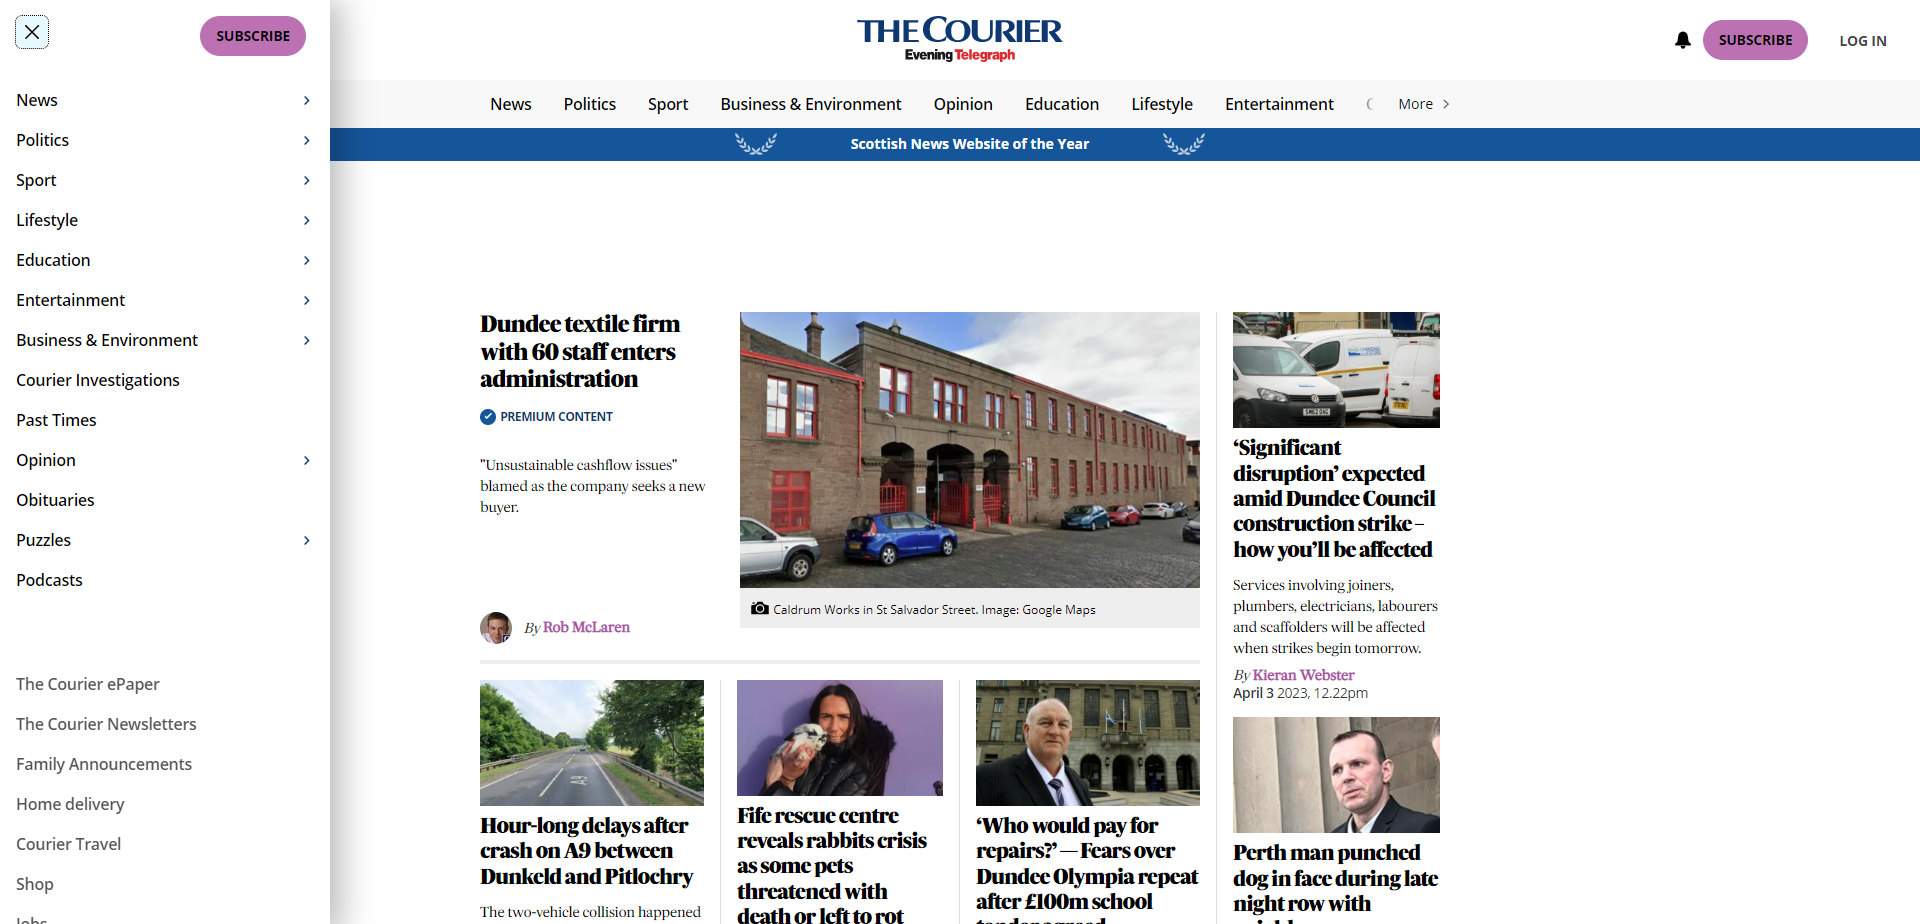 SUBSCRIBE
News
Politics
Sport
Lifestyle
Education
Entertainment
Business & Environment
Courier Investigations
Past Times
Opinion
Obituaries
Puzzles
Podcasts
The Courier ePaper
The Courier Newsletters
Family Announcements
Home delivery
Courier Travel
Shop
Jobs
THE COURIER
Evening Telegraph
SUBSCRIBE
LOG IN
News
Politics
Sport
Business & Environment
Opinion
Education
Lifestyle
Entertainment
More
Scottish News Website of the Year
Dundee textile firm
with 60 staff enters
administration
PREMIUM CONTENT
"Unsustainable cashflow issues"
blamed as the company seeks a new
buyer.
By Rob McLaren
Caldrum Works in St Salvador Street. Image: Google Maps
‘Significant
disruption’ expected
amid Dundee Council
construction strike –
how you’ll be affected
Services involving joiners,
plumbers, electricians, labourers
and scaffolders will be affected
when strikes begin tomorrow.
By Kieran Webster
April 3 2023, 12.22pm
Hour-long delays after
crash on A9 between
Dunkeld and Pitlochry
The two-vehicle collision happened
Fife rescue centre
reveals rabbits crisis
as some pets
threatened with
death or left to rot
‘Who would pay for
repairs?’ — Fears over
Dundee Olympia repeat
after £100m school
tender agreed
Perth man punched
dog in face during late
night row with